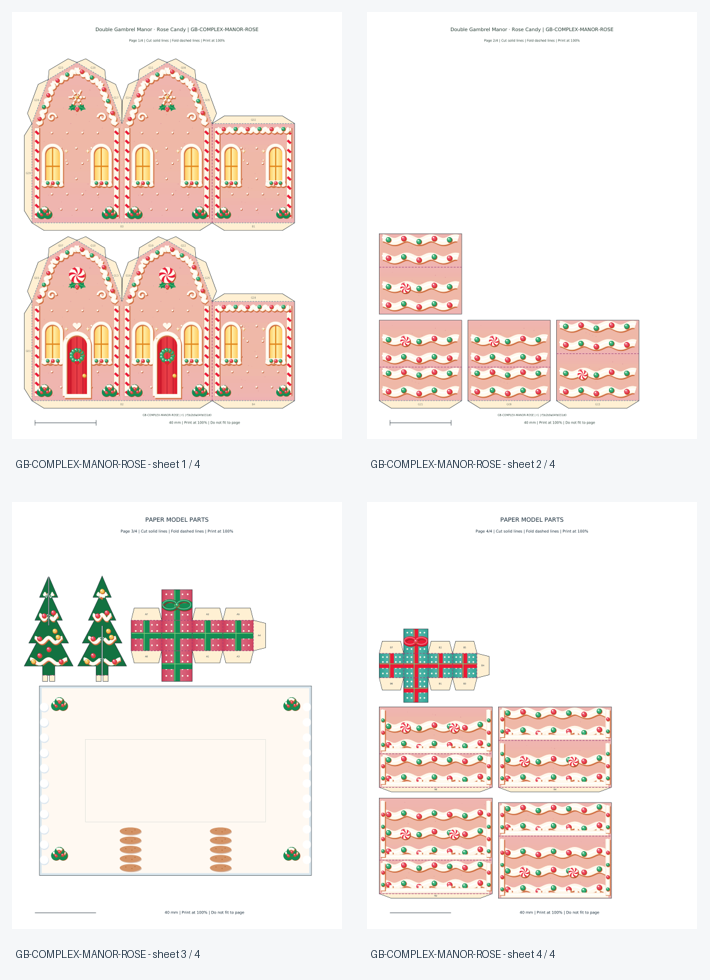 Double Gambrel Manor · Rose Candy | GB-COMPLEX-MANOR-ROSE
Page 1/4 | Cut solid lines | Fold dashed lines | Print at 100%
40 mm | Print at 100% | Do not fit to page
GB-COMPLEX-MANOR-ROSE - sheet 1 / 4
Double Gambrel Manor · Rose Candy | GB-COMPLEX-MANOR-ROSE
Page 2/4 | Cut solid lines | Fold dashed lines | Print at 100%
40 mm | Print at 100% | Do not fit to page
GB-COMPLEX-MANOR-ROSE - sheet 2 / 4
PAPER MODEL PARTS
Page 3/4 | Cut solid lines | Fold dashed lines | Print at 100%
40 mm | Print at 100% | Do not fit to page
GB-COMPLEX-MANOR-ROSE - sheet 3 / 4
PAPER MODEL PARTS
Page 4/4 | Cut solid lines | Fold dashed lines | Print at 100%
40 mm | Print at 100% | Do not fit to page
GB-COMPLEX-MANOR-ROSE - sheet 4 / 4